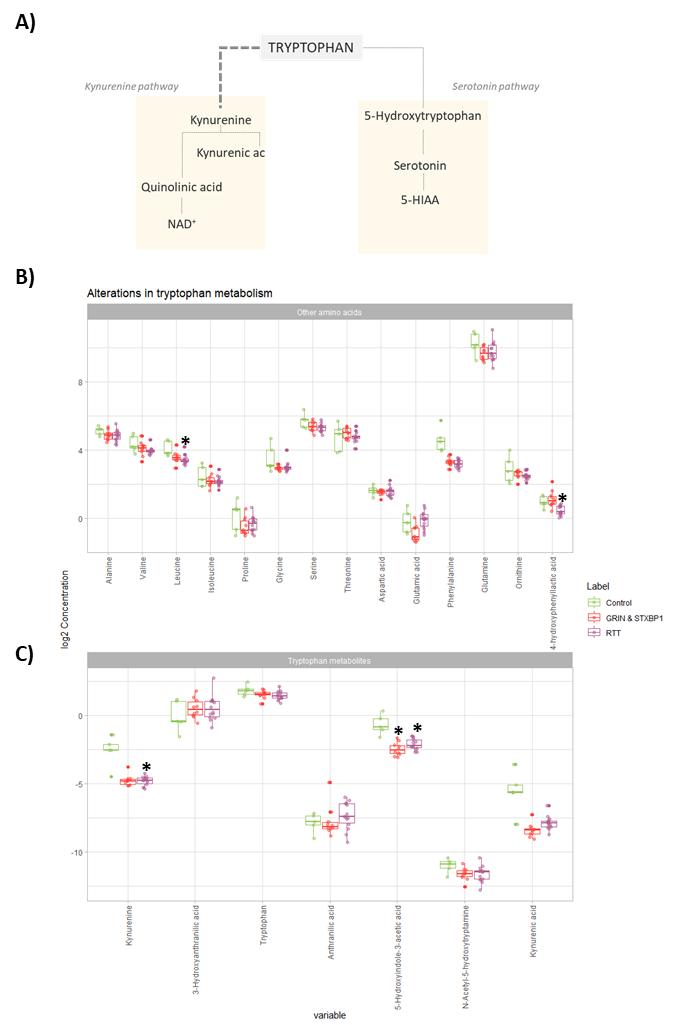 A)
TRYPTOPHAN
Kynurenine pathway
Serotonin pathway
Kynurenine
Kynurenic ac
Quinolinic acid
NAD⁺
5-Hydroxytryptophan
Serotonin
5-HIAA
B)
Alterations in tryptophan metabolism
Other amino acids
8
4
0
*
*
Alanine
Valine
Leucine
Isoleucine
Proline
Glycine
Serine
Threonine
Aspartic acid
Glutamic acid
Phenylalanine
Glutamine
Ornithine
4-hydroxyphenyllactic acid
log2 Concentration
Label
Control
GRIN & STXBP1
RTT
C)
Tryptophan metabolites
0
-5
-10
*
*
*
Kynurenine
3-Hydroxyanthranilic acid
Tryptophan
Anthranilic acid
5-Hydroxyindole-3-acetic acid
N-Acetyl-5-hydroxytryptamine
Kynurenic acid
variable